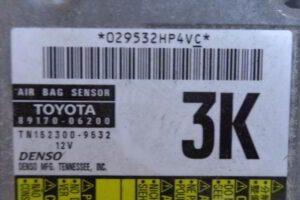 *029532HP4VC*
AIR BAG SENSOR
TOYOTA
89170-06200
3K
TN152300-9532
12V
DENSO
DENSO MFG. TENNESSEE, INC.